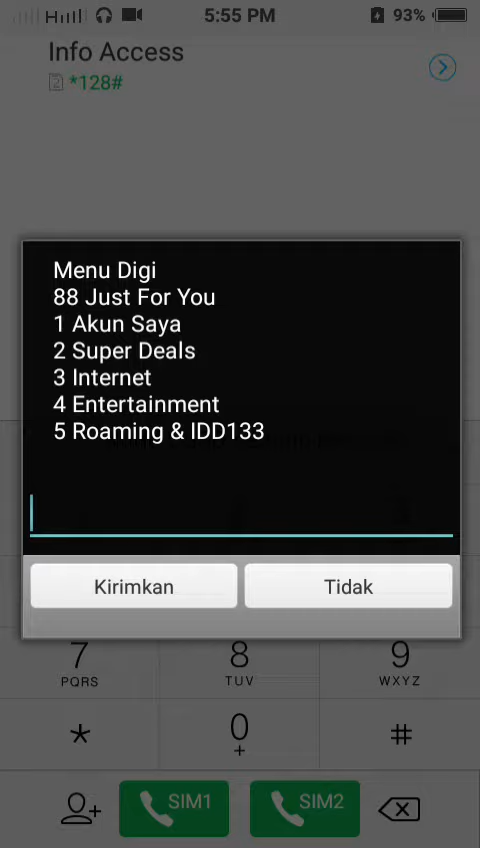 5:55 PM
93%
Info Access
2 *128#
Menu Digi
88 Just For You
1 Akun Saya
2 Super Deals
3 Internet
4 Entertainment
5 Roaming & IDD133
Kirimkan
Tidak
7 8 9
PQRS TUV WXYZ
* 0 #
+
SIM1 SIM2